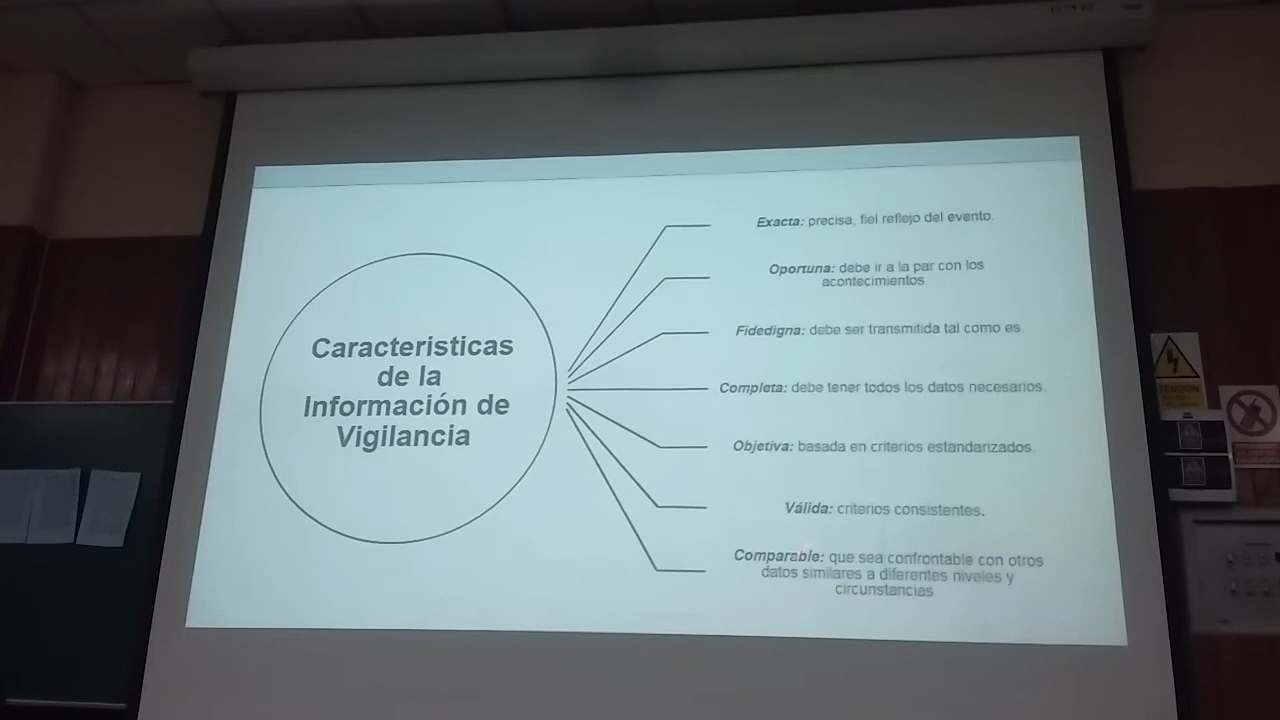 Caracteristicas
de la
Información de
Vigilancia
Exacta: precisa, fiel reflejo del evento.
Oportuna: debe ir a la par con los
acontecimientos
Fidedigna: debe ser transmitida tal como es
Completa: debe tener todos los datos necesarios.
Objetiva: basada en criterios estandarizados.
Válida: criterios consistentes.
Comparable: que sea confrontable con otros
datos similares a diferentes niveles y
circunstancias